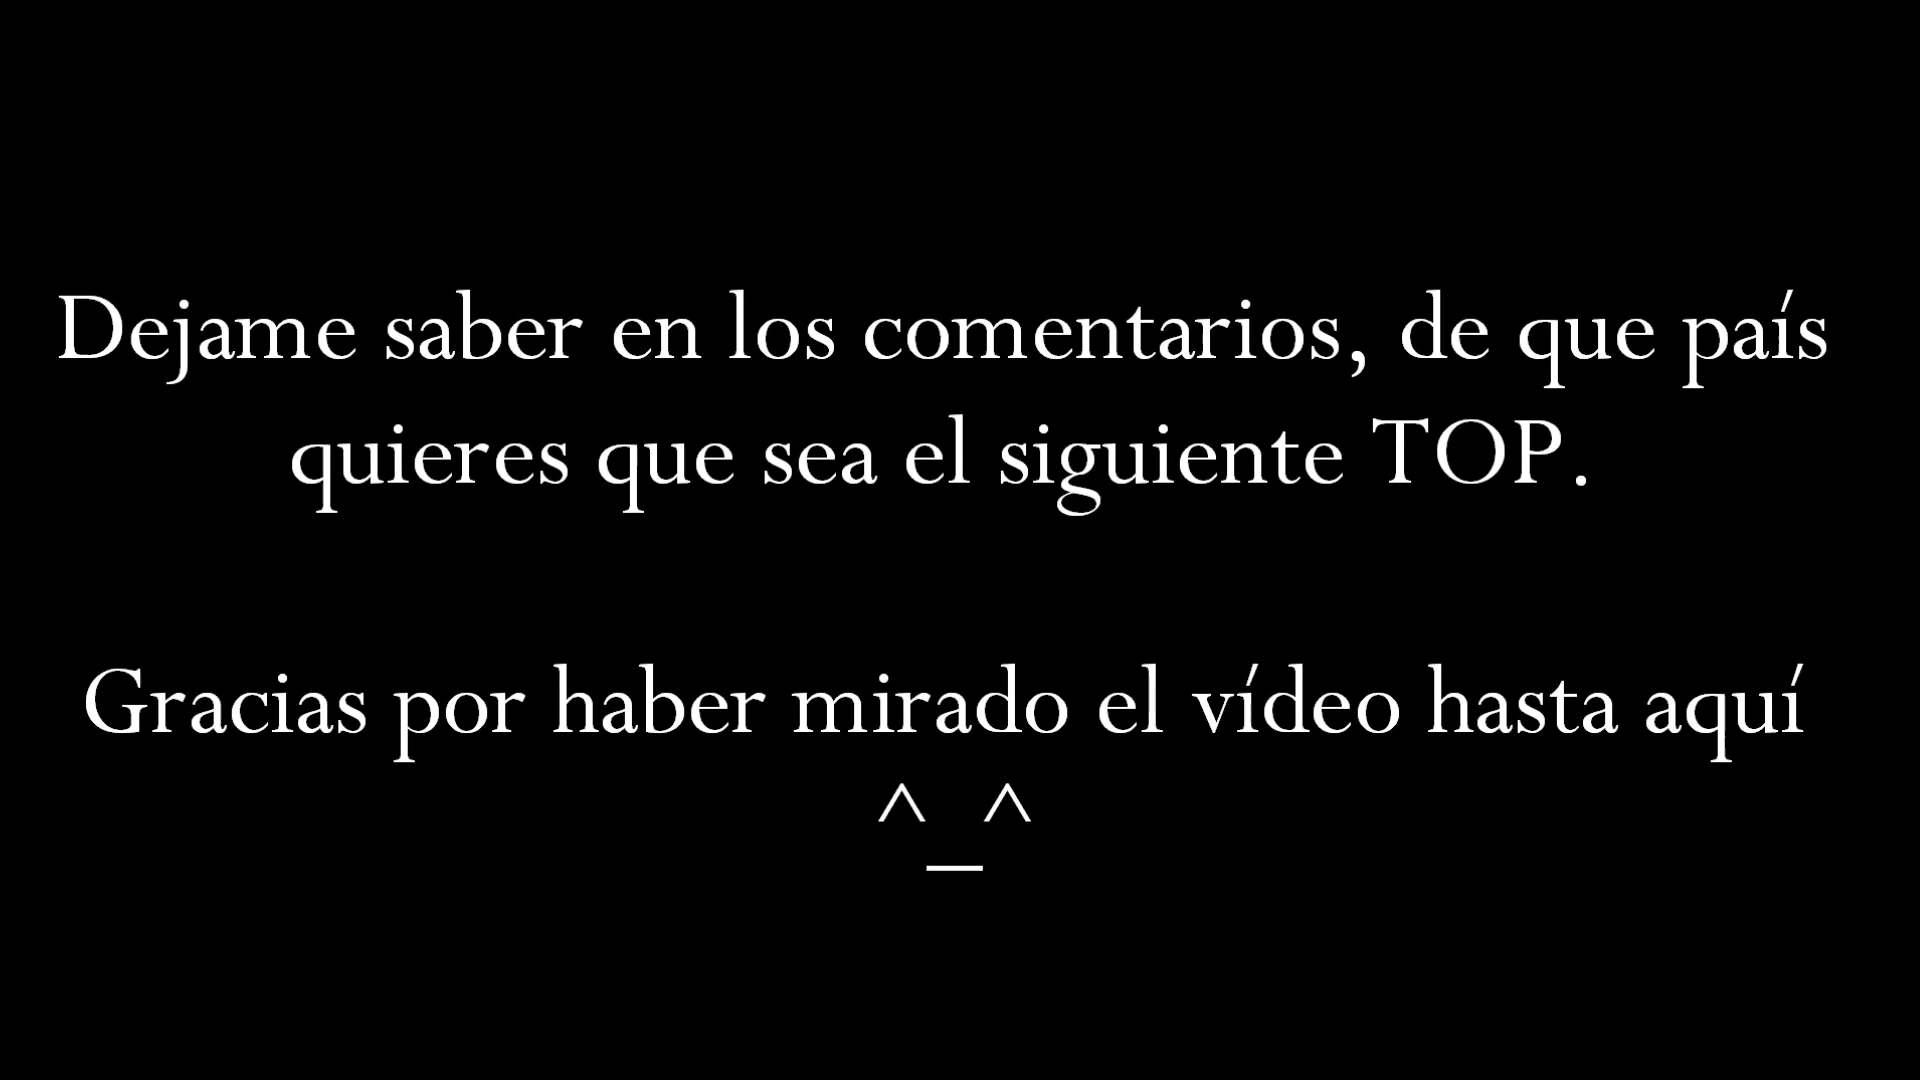 Dejame saber en los comentarios, de que país
quieres que sea el siguiente TOP.
Gracias por haber mirado el vídeo hasta aquí
^_^